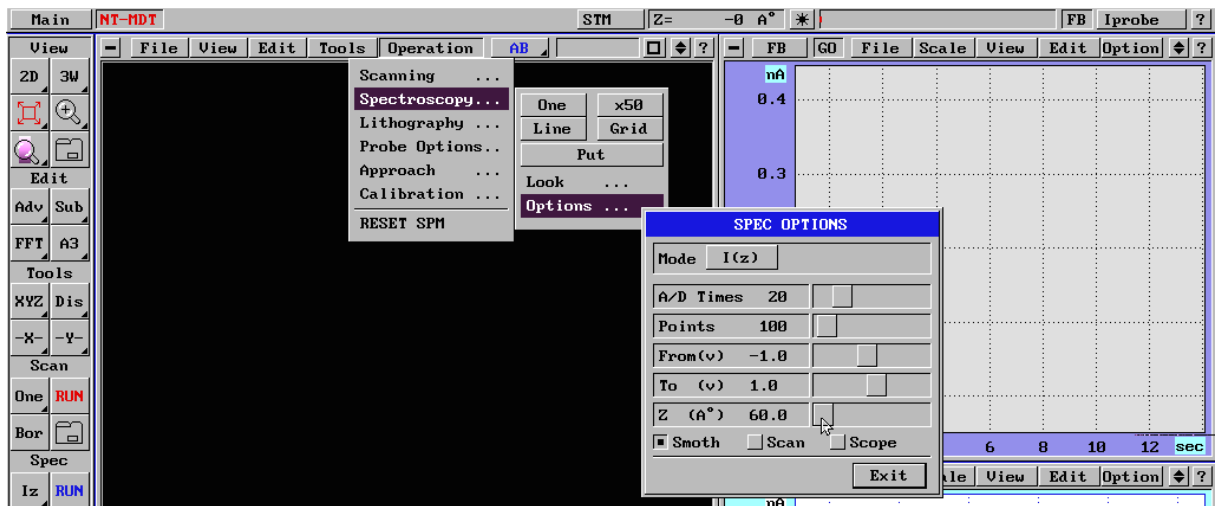 Main NT-MDT STM Z= -0 A° FB Iprobe ?
View - File View Edit Tools Operation AB ? - FB GO File Scale View Edit Option ?
2D 3W
Edit
Adv Sub
FFT A3
Tools
XYZ Dis
-X- -Y-
Scan
One RUN
Bor
Spec
Iz RUN
Scanning ...
Spectroscopy...
Lithography ...
Probe Options..
Approach ...
Calibration ...
RESET SPM
One x50
Line Grid
Put
Look ...
Options ...
SPEC OPTIONS
Mode I(z)
A/D Times 20
Points 100
From(v) -1.0
To (v) 1.0
Z (A°) 60.0
Smoth Scan Scope
Exit
nA
0.4
0.3
6 8 10 12 sec
View Edit Option ?